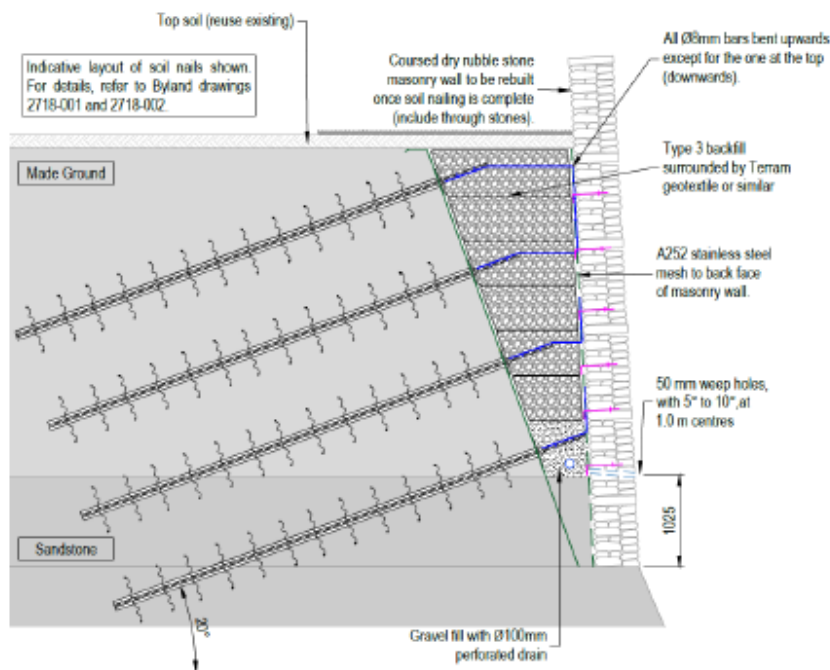 Top soil (reuse existing)
Indicative layout of soil nails shown.
For details, refer to Byland drawings
2718-001 and 2718-002.
Coursed dry rubble stone
masonry wall to be rebuilt
once soil nailing is complete
(include through stones).
All Ø8mm bars bent upwards
except for the one at the top
(downwards).
Made Ground
Type 3 backfill
surrounded by Terram
geotextile or similar
A252 stainless steel
mesh to back face
of masonry wall.
50 mm weep holes,
with 5° to 10°,at
1.0 m centres
1025
Sandstone
20°
Gravel fill with Ø100mm
perforated drain